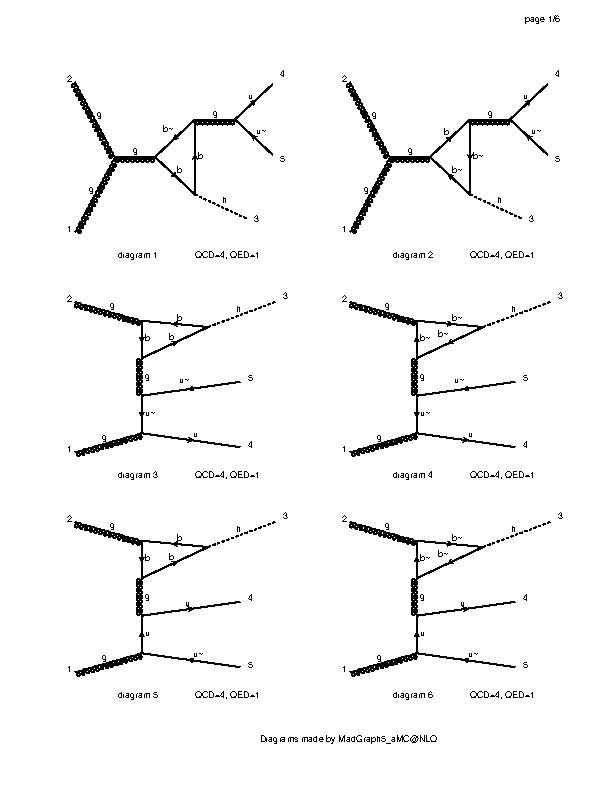 page 1/6
2
g
g
1
g
b~
b
b
g
u
4
u~
5
h
3
diagram 1 QCD=4, QED=1
2
g
g
1
g
b
b~
b~
g
u
4
u~
5
h
3
diagram 2 QCD=4, QED=1
2
g
b
h
3
b
b
g
u~
5
u~
1
g
u
4
diagram 3 QCD=4, QED=1
2
g
b~
h
3
b~
b~
g
u~
5
u~
1
g
u
4
diagram 4 QCD=4, QED=1
2
g
b
h
3
b
b
g
u
4
u
1
g
u~
5
diagram 5 QCD=4, QED=1
2
g
b~
h
3
b~
b~
g
u
4
u
1
g
u~
5
diagram 6 QCD=4, QED=1
Diagrams made by MadGraph5_aMC@NLO